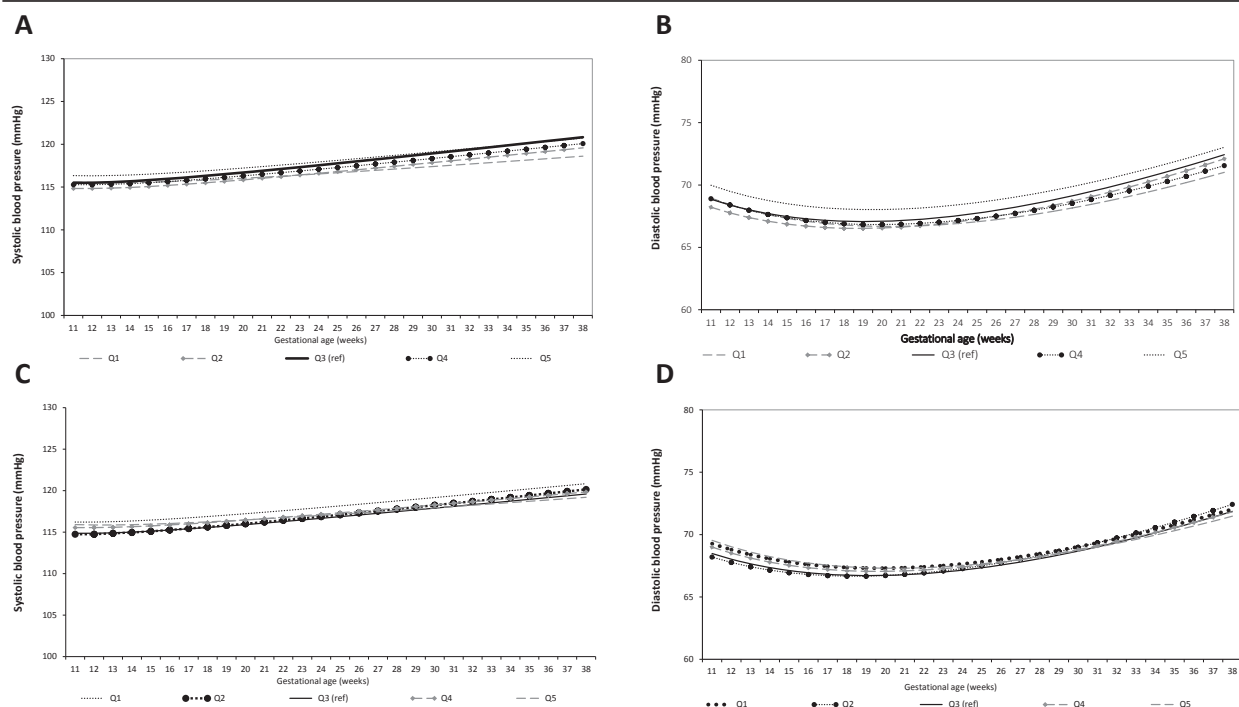 A
Systolic blood pressure (mmHg)
130
125
120
115
110
105
100
11 12 13 14 15 16 17 18 19 20 21 22 23 24 25 26 27 28 29 30 31 32 33 34 35 36 37 38
Gestational age (weeks)
Q1 Q2 Q3 (ref) Q4 Q5
B
Diastolic blood pressure (mmHg)
80
75
70
65
60
11 12 13 14 15 16 17 18 19 20 21 22 23 24 25 26 27 28 29 30 31 32 33 34 35 36 37 38
Gestational age (weeks)
Q1 Q2 Q3 (ref) Q4 Q5
C
Systolic blood pressure (mmHg)
130
125
120
115
110
105
100
11 12 13 14 15 16 17 18 19 20 21 22 23 24 25 26 27 28 29 30 31 32 33 34 35 36 37 38
Gestational age (weeks)
Q1 Q2 Q3 (ref) Q4 Q5
D
Diastolic blood pressure (mmHg)
80
75
70
65
60
11 12 13 14 15 16 17 18 19 20 21 22 23 24 25 26 27 28 29 30 31 32 33 34 35 36 37 38
Gestational age (weeks)
Q1 Q2 Q3 (ref) Q4 Q5